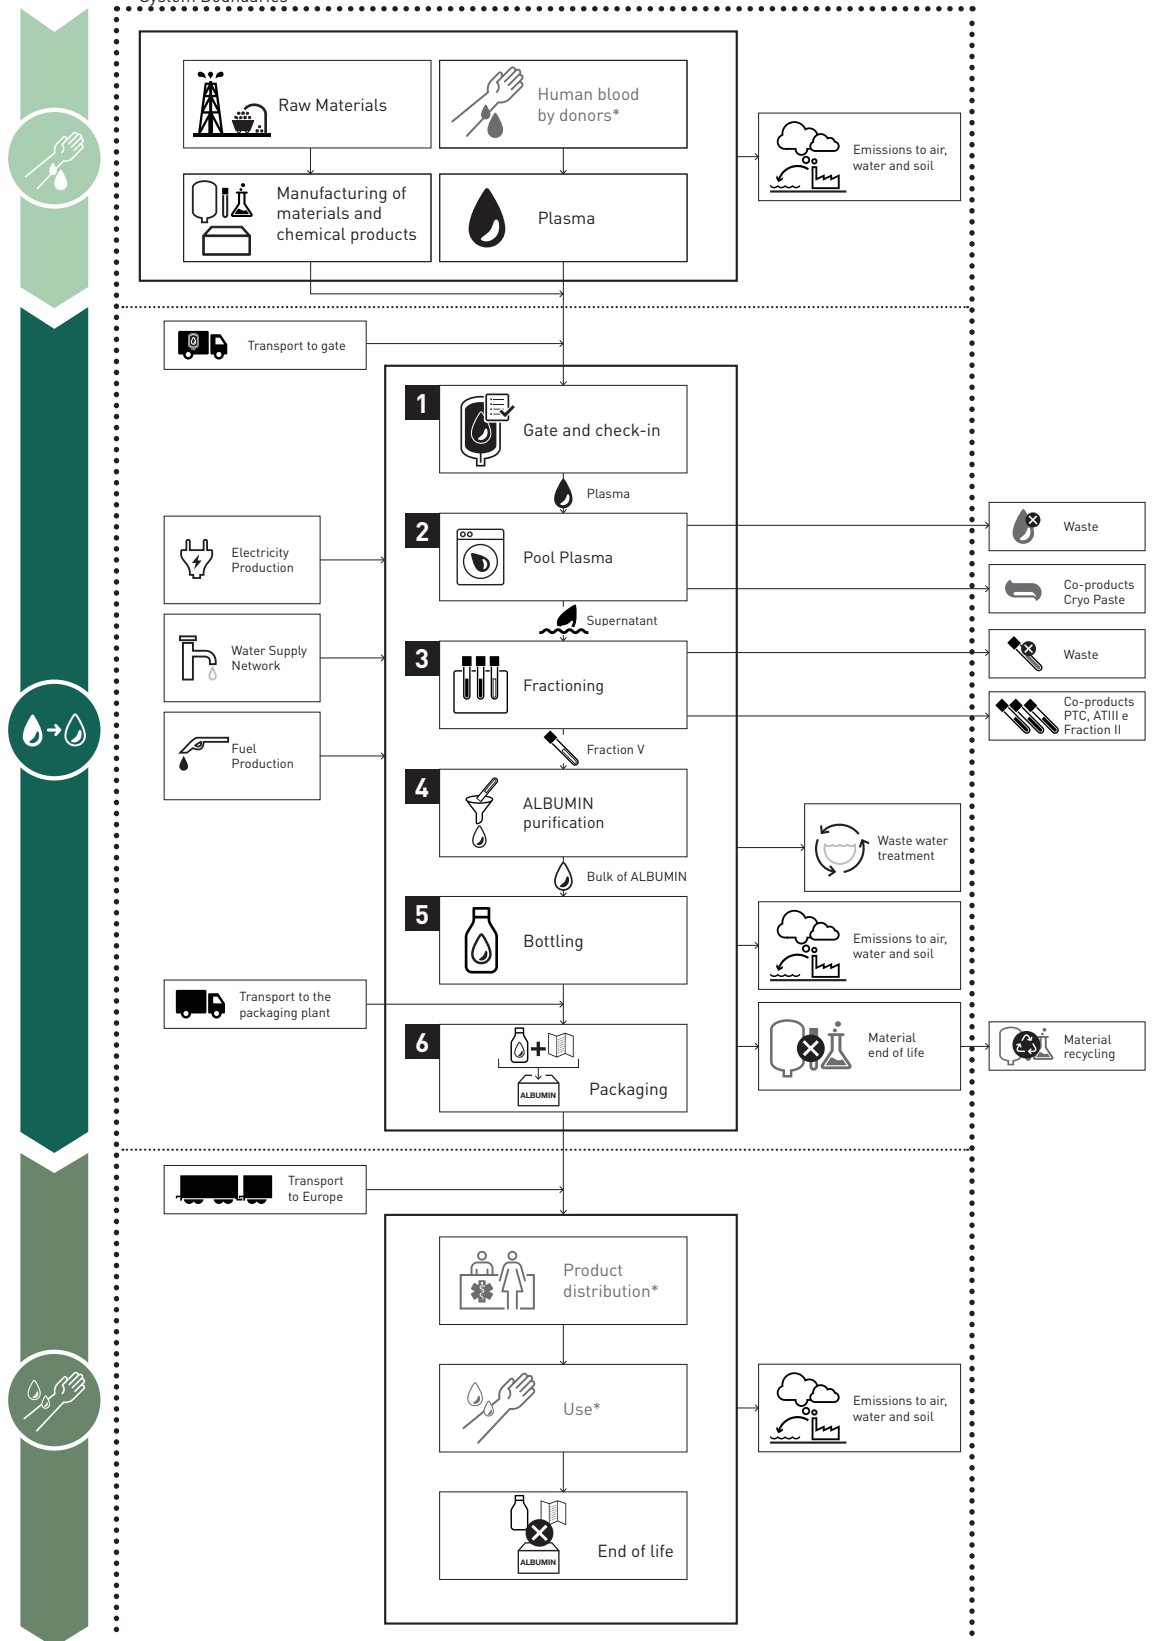 System Boundaries
Raw Materials
Human blood
by donors*
Emissions to air,
water and soil
Manufacturing of
materials and
chemical products
Plasma
Transport to gate
1
Gate and check-in
Plasma
2
Pool Plasma
Waste
Electricity
Production
Co-products
Cryo Paste
Supernatant
3
Fractioning
Water Supply
Network
Waste
Co-products
PTC, ATIII e
Fraction II
Fraction V
Fuel
Production
4
ALBUMIN
purification
Waste water
treatment
Bulk of ALBUMIN
5
Bottling
Emissions to air,
water and soil
Transport to the
packaging plant
6
ALBUMIN
Packaging
Material
end of life
Material
recycling
Transport
to Europe
Product
distribution*
Use*
Emissions to air,
water and soil
ALBUMIN
End of life